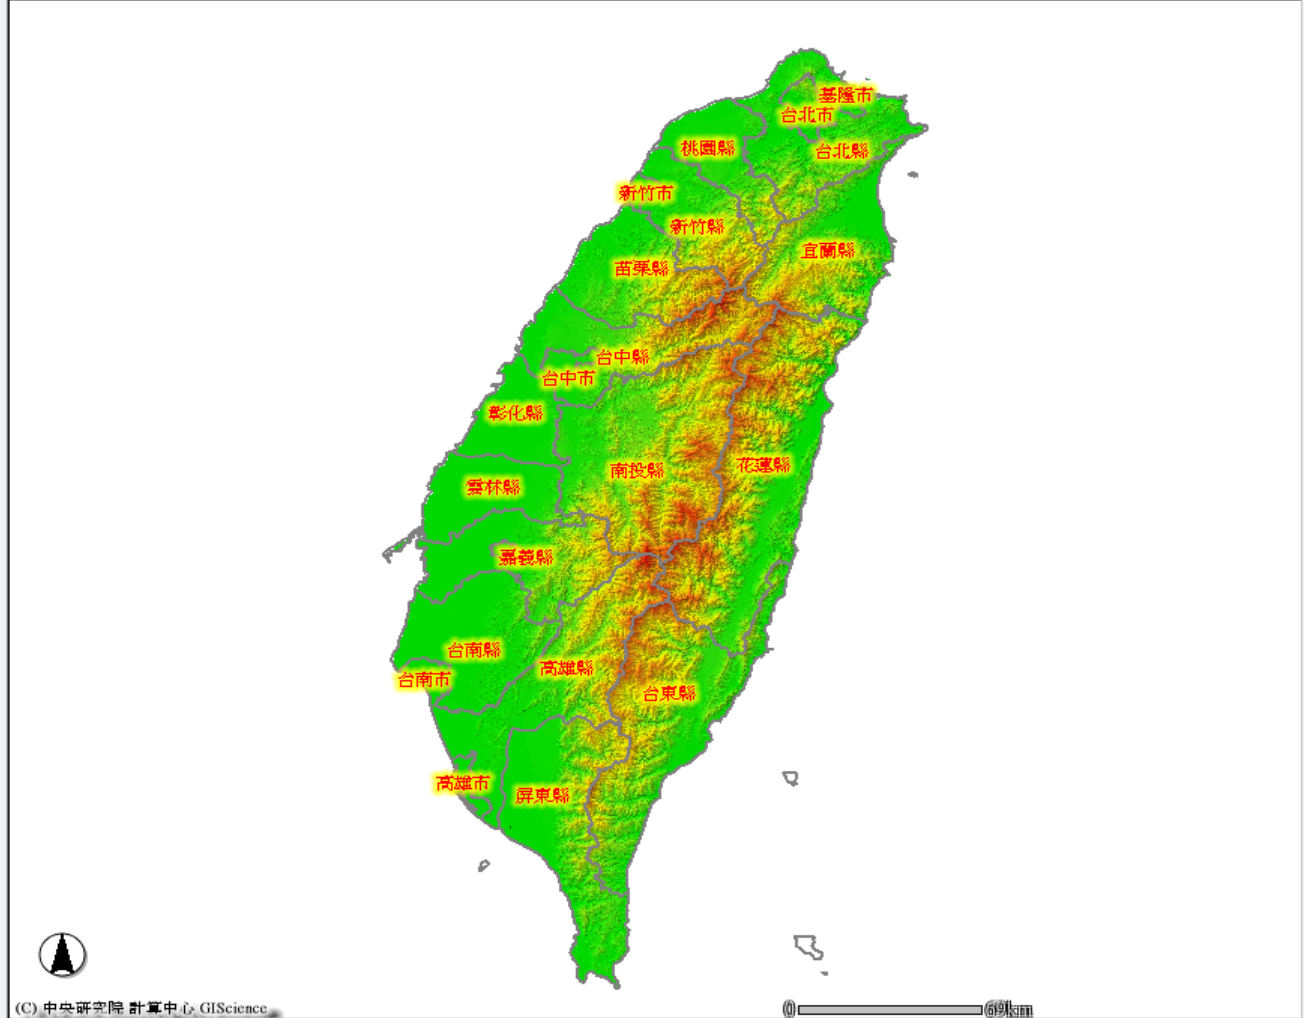 基隆市
台北市
桃園縣
台北縣
新竹市
新竹縣
宜蘭縣
苗栗縣
台中縣
台中市
彰化縣
花蓮縣
南投縣
雲林縣
嘉義縣
台南縣
高雄縣
台南市
台東縣
高雄市
屏東縣
(C) 中央研究院 計算中心 GIScience
0 69km